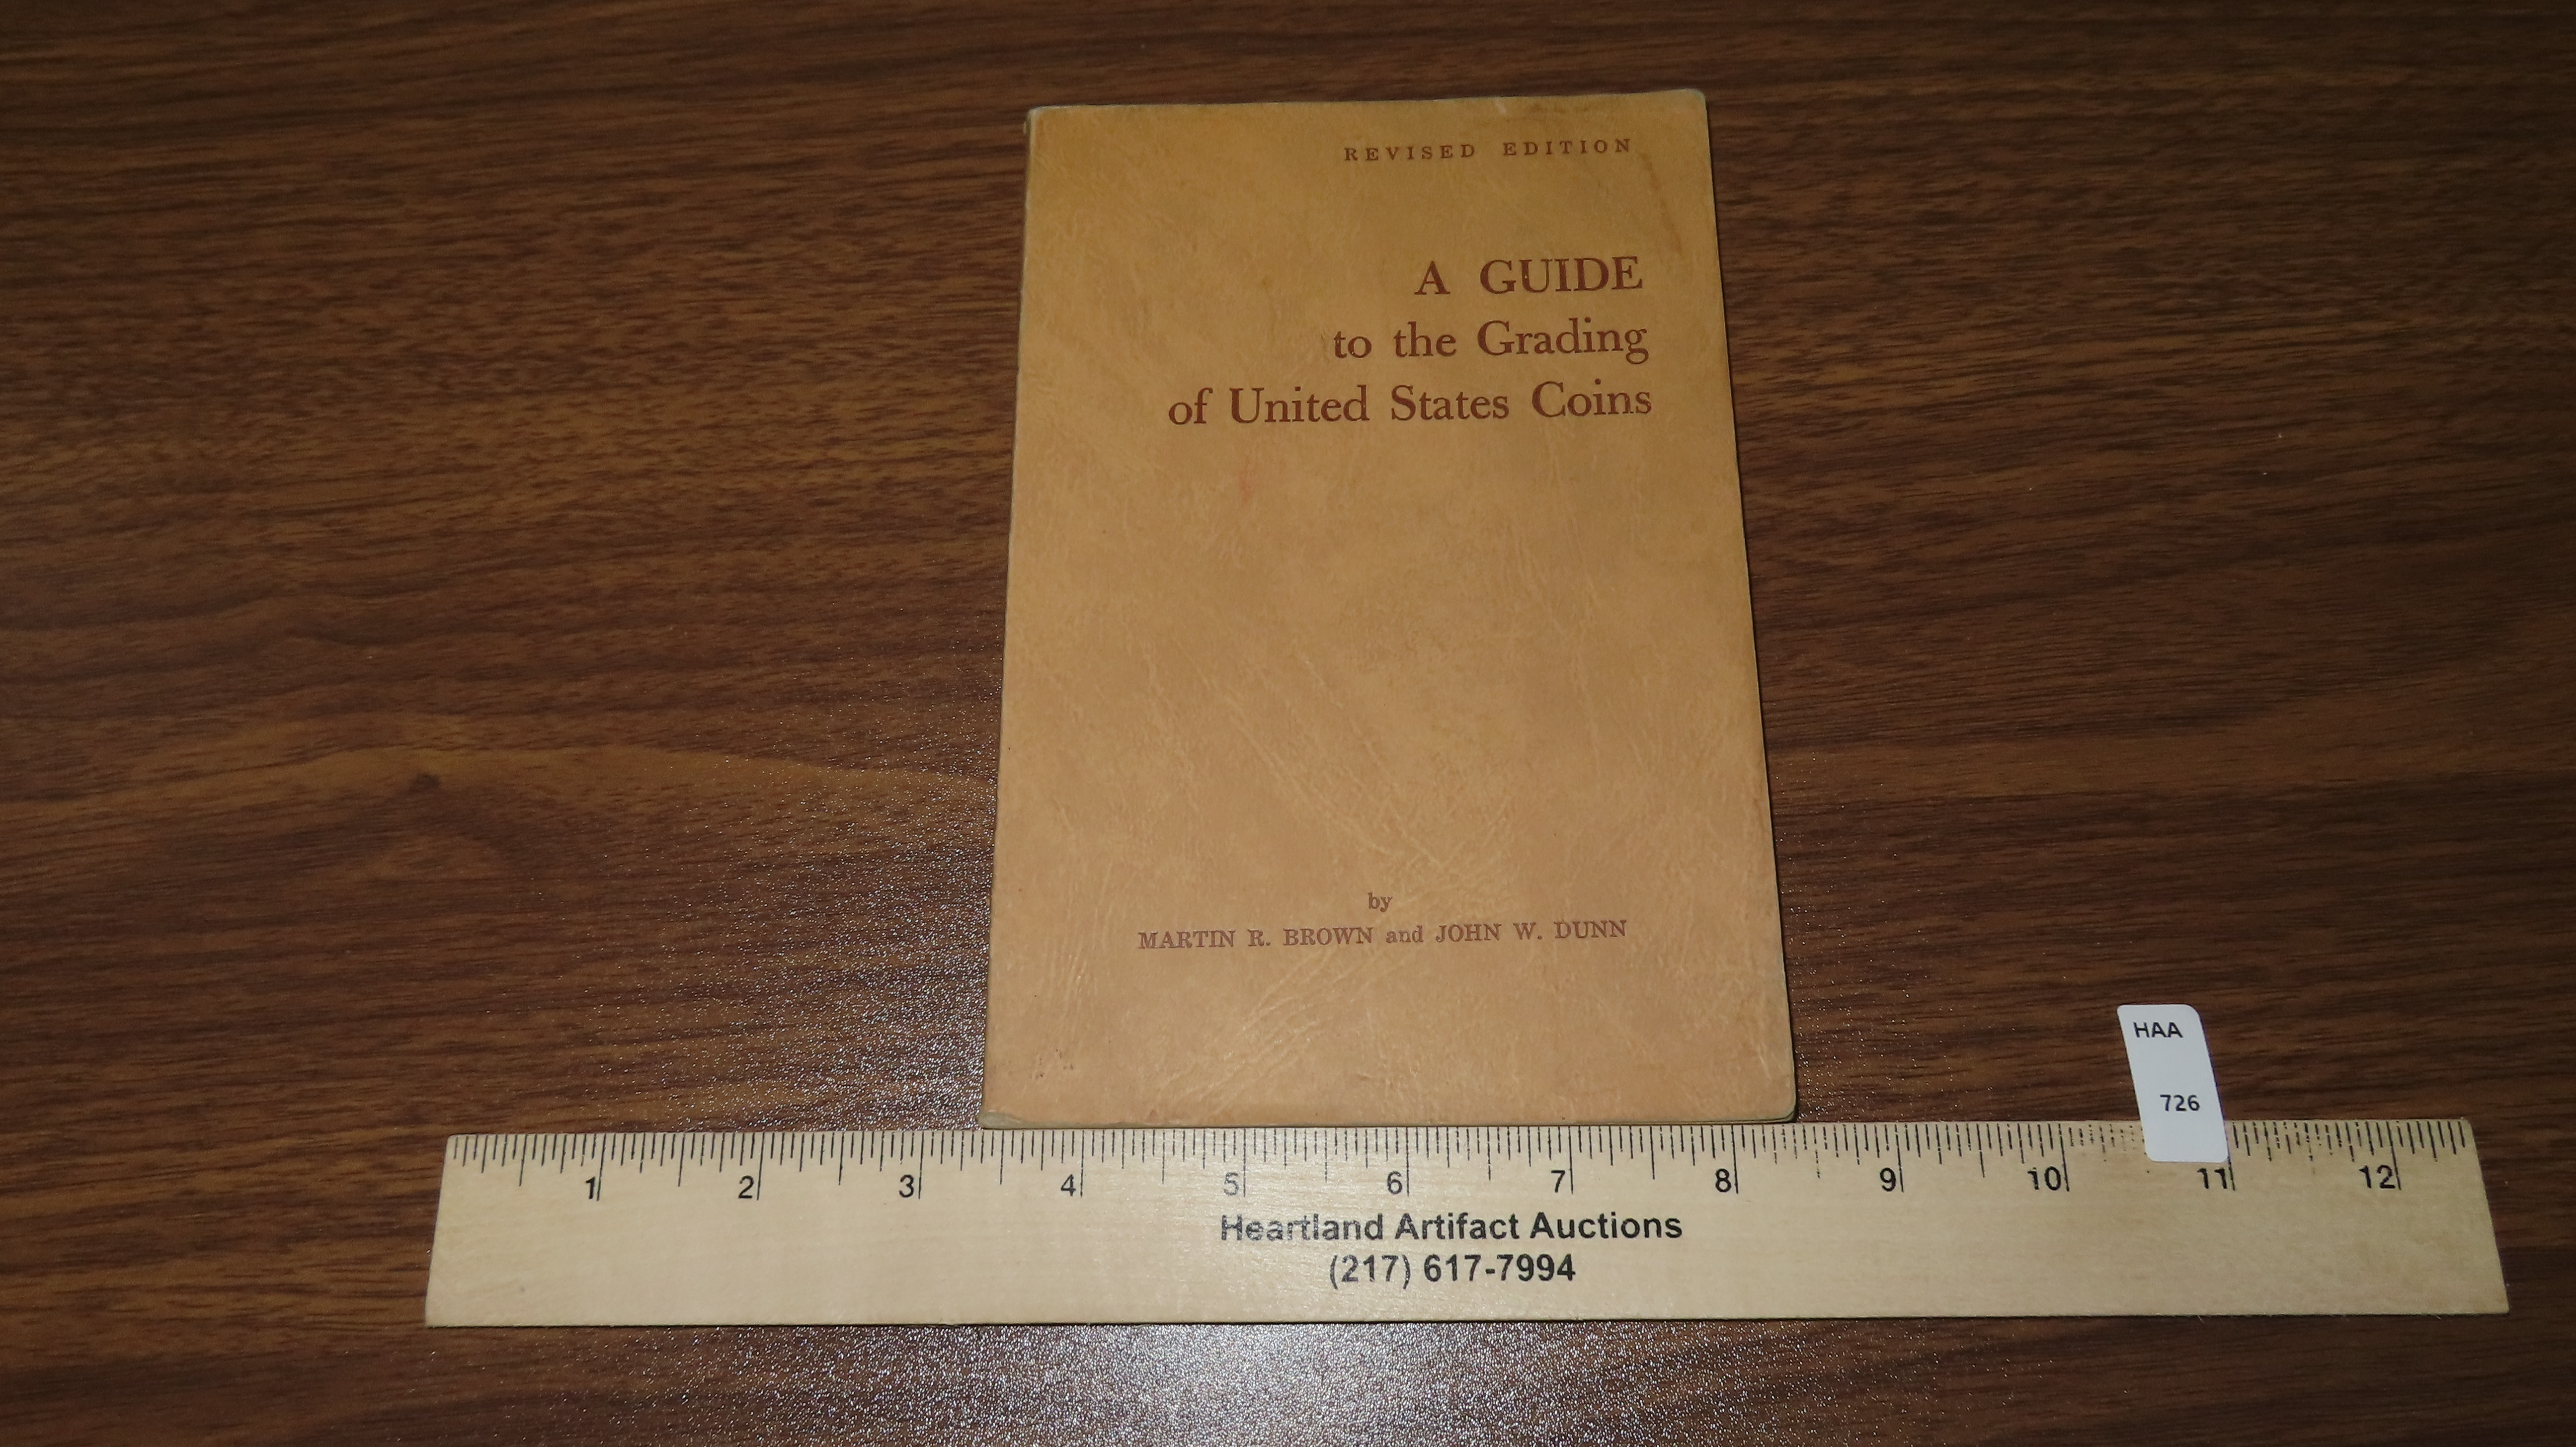 REVISED EDITION
A GUIDE
to the Grading
of United States Coins
by
MARTIN R. BROWN and JOHN W. DUNN
HAA
726
1 2 3 4 5 6 7 8 9 10 11 12
Heartland Artifact Auctions
(217) 617-7994